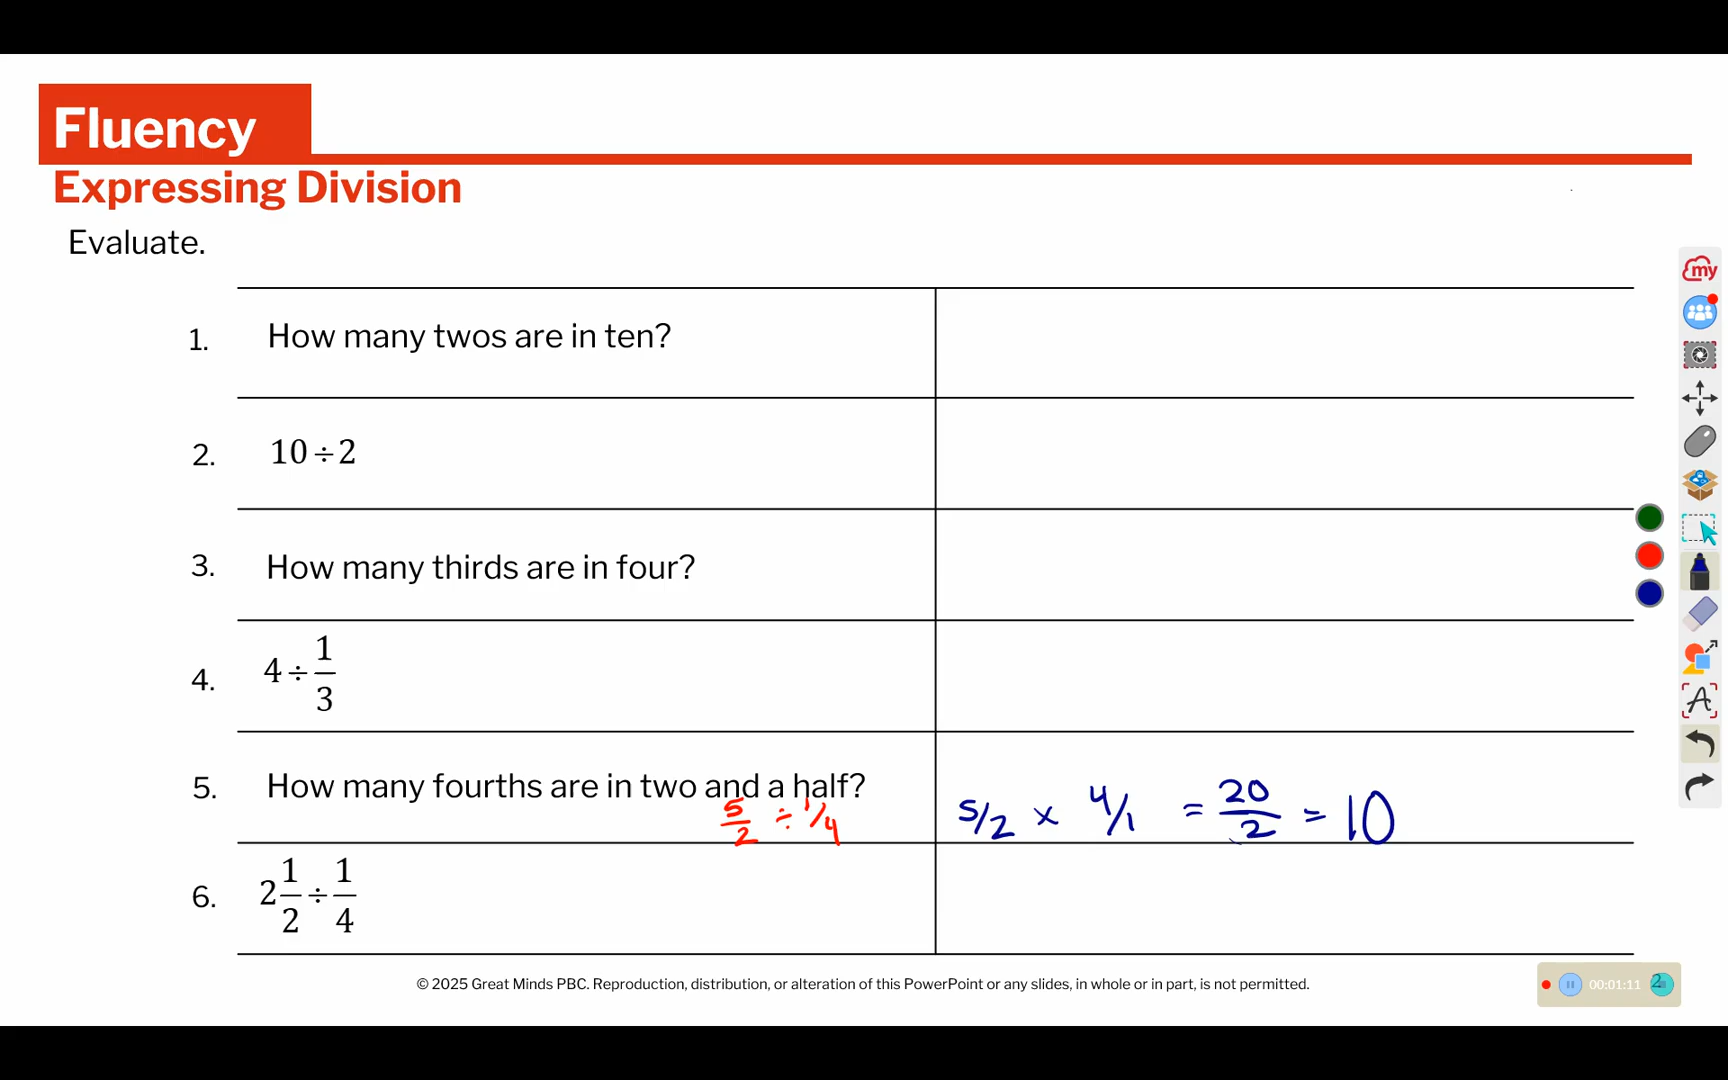 Fluency
Expressing Division
Evaluate.
1. How many twos are in ten?
2. 10 ÷ 2
3. How many thirds are in four?
4. 4 ÷ 1/3
5. How many fourths are in two and a half?
5/2 ÷ 1/4
5/2 × 4/1 = 20/2 = 10
6. 2 1/2 ÷ 1/4
© 2025 Great Minds PBC. Reproduction, distribution, or alteration of this PowerPoint or any slides, in whole or in part, is not permitted.
my
A
00:01:11
2